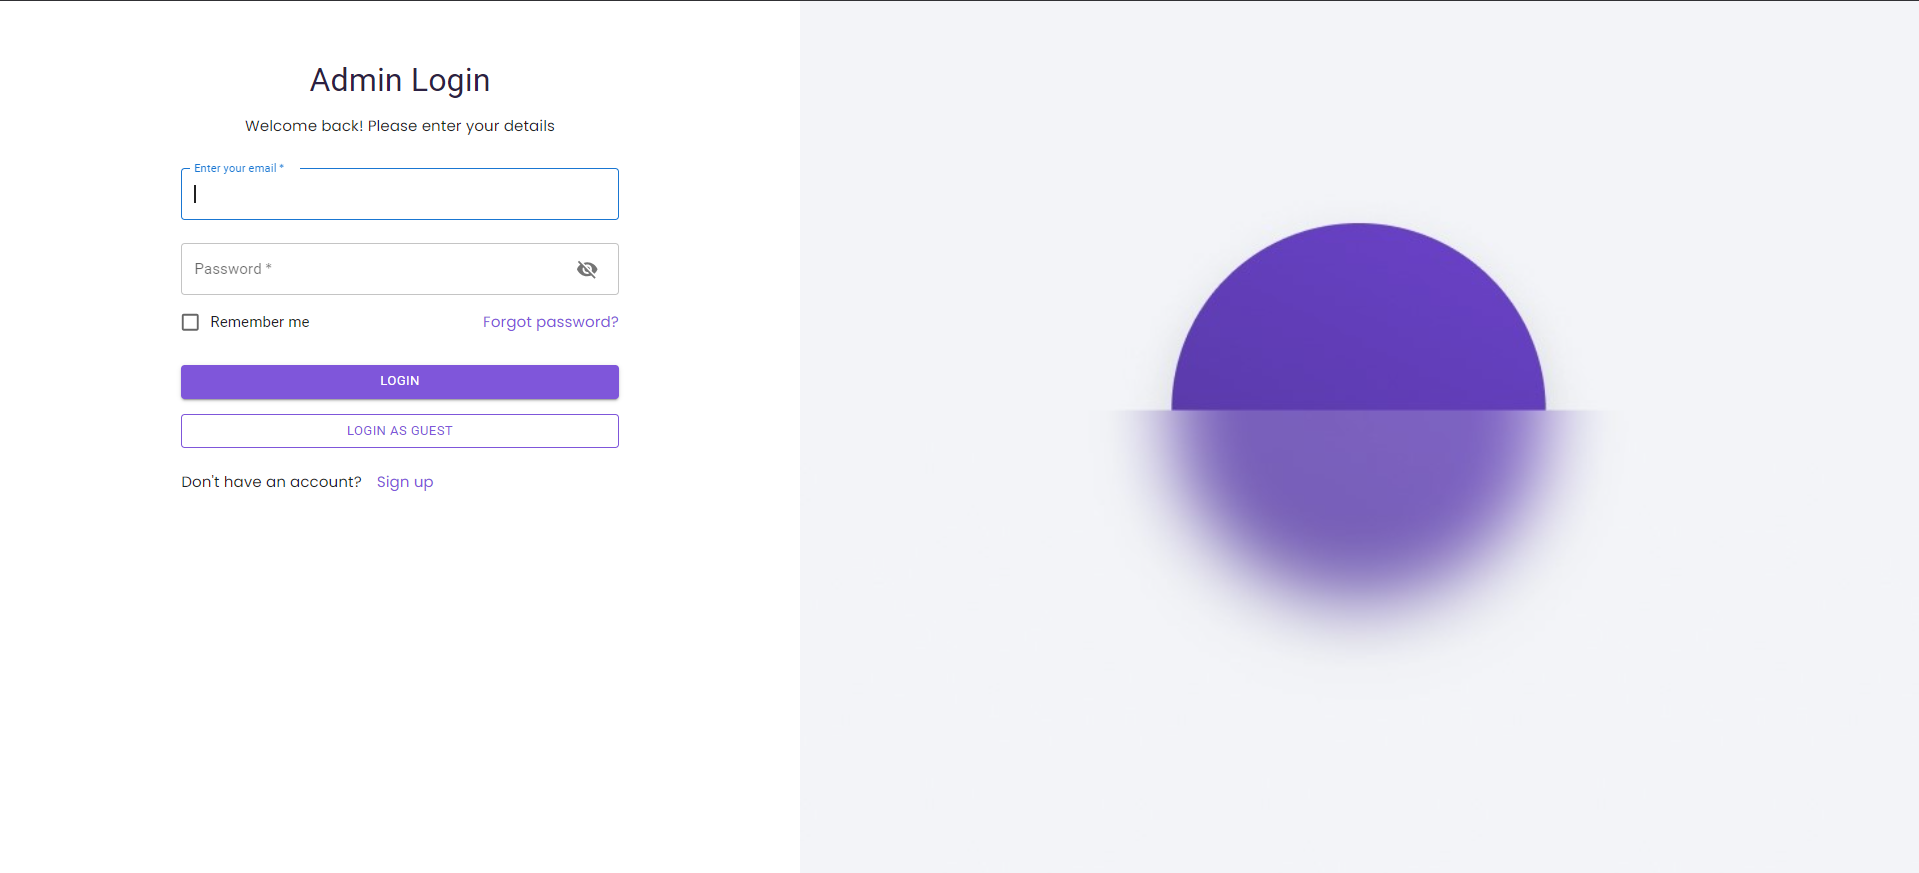 Admin Login
Welcome back! Please enter your details
Enter your email *
Password *
Remember me
Forgot password?
LOGIN
LOGIN AS GUEST
Don't have an account? Sign up